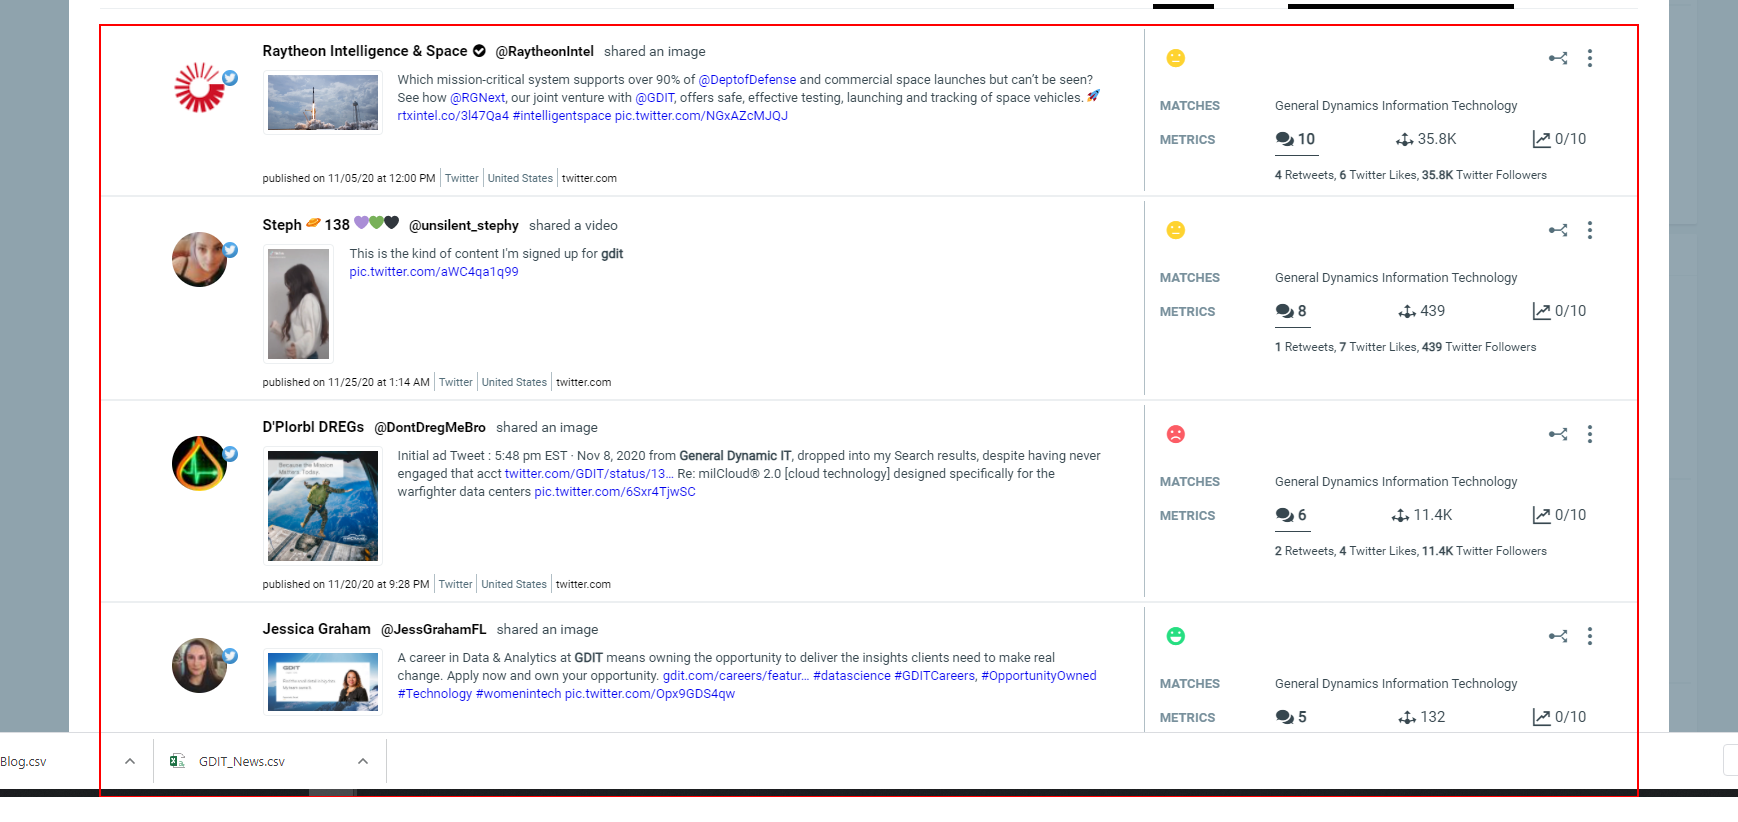 Raytheon Intelligence & Space @RaytheonIntel shared an image
Which mission-critical system supports over 90% of @DeptofDefense and commercial space launches but can’t be seen?
See how @RGNext, our joint venture with @GDIT, offers safe, effective testing, launching and tracking of space vehicles. 🚀
rtxintel.co/3l47Qa4 #intelligentspace pic.twitter.com/NGxAZcMJQJ
published on 11/05/20 at 12:00 PM Twitter United States twitter.com
MATCHES General Dynamics Information Technology
METRICS 10 35.8K 0/10
4 Retweets, 6 Twitter Likes, 35.8K Twitter Followers
Steph 🥖 138 💜💚🖤 @unsilent_stephy shared a video
This is the kind of content I'm signed up for gdit
pic.twitter.com/aWC4qa1q99
published on 11/25/20 at 1:14 AM Twitter United States twitter.com
MATCHES General Dynamics Information Technology
METRICS 8 439 0/10
1 Retweets, 7 Twitter Likes, 439 Twitter Followers
D'Plorbl DREGs @DontDregMeBro shared an image
Because the Mission
Matters. Today.
Initial ad Tweet : 5:48 pm EST · Nov 8, 2020 from General Dynamic IT, dropped into my Search results, despite having never
engaged that acct twitter.com/GDIT/status/13... Re: milCloud® 2.0 [cloud technology] designed specifically for the
warfighter data centers pic.twitter.com/6Sxr4TjwSC
published on 11/20/20 at 9:28 PM Twitter United States twitter.com
MATCHES General Dynamics Information Technology
METRICS 6 11.4K 0/10
2 Retweets, 4 Twitter Likes, 11.4K Twitter Followers
Jessica Graham @JessGrahamFL shared an image
GDIT
A career in Data & Analytics at GDIT means owning the opportunity to deliver the insights clients need to make real
change. Apply now and own your opportunity. gdit.com/careers/featur... #datascience #GDITCareers, #OpportunityOwned
#Technology #womenintech pic.twitter.com/Opx9GDS4qw
MATCHES General Dynamics Information Technology
METRICS 5 132 0/10
Blog.csv GDIT_News.csv